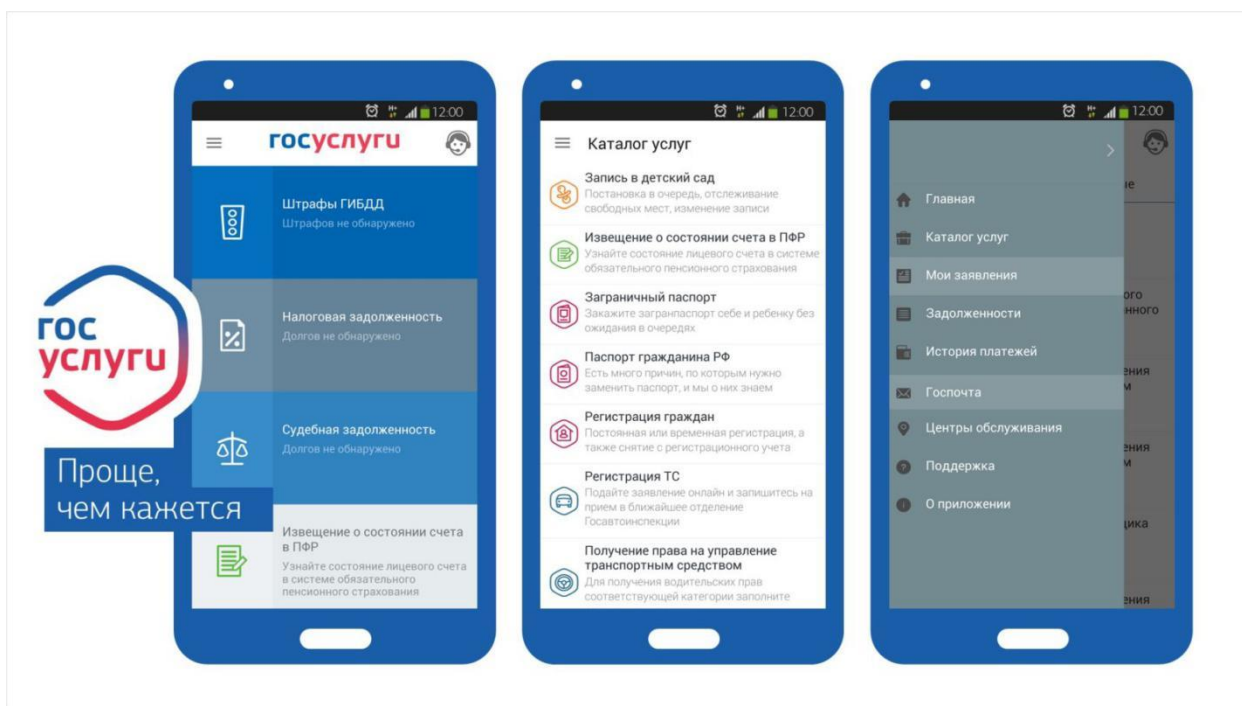 гос
услуги
Проще,
чем кажется
12:00
госуслуги
Штрафы ГИБДД
Штрафов не обнаружено
Налоговая задолженность
Долгов не обнаружено
Судебная задолженность
Долгов не обнаружено
Извещение о состоянии счета
в ПФР
Узнайте состояние лицевого счета
в системе обязательного
пенсионного страхования
12:00
Каталог услуг
Запись в детский сад
Постановка в очередь, отслеживание
свободных мест, изменение записи
Извещение о состоянии счета в ПФР
Узнайте состояние лицевого счета в системе
обязательного пенсионного страхования
Заграничный паспорт
Закажите загранпаспорт себе и ребенку без
ожидания в очередях
Паспорт гражданина РФ
Есть много причин, по которым нужно
заменить паспорт, и мы о них знаем
Регистрация граждан
Постоянная или временная регистрация, а
также снятие с регистрационного учета
Регистрация ТС
Подайте заявление онлайн и запишитесь на
прием в ближайшее отделение
Госавтоинспекции
Получение права на управление
транспортным средством
Для получения водительских прав
соответствующей категории заполните
12:00
Главная
Каталог услуг
Мои заявления
Задолженности
История платежей
Госпочта
Центры обслуживания
Поддержка
О приложении